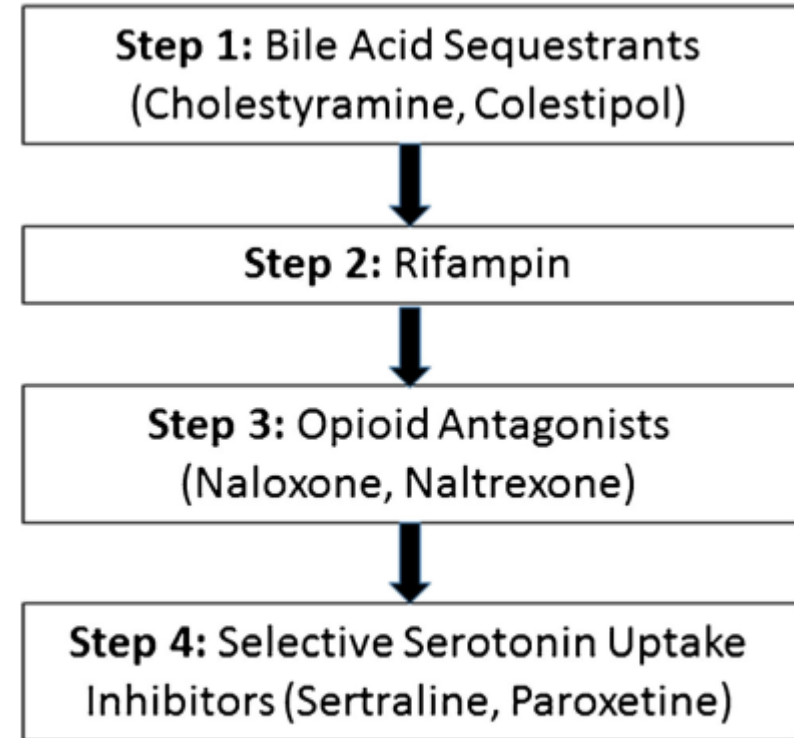 Step 1: Bile Acid Sequestrants
(Cholestyramine, Colestipol)
Step 2: Rifampin
Step 3: Opioid Antagonists
(Naloxone, Naltrexone)
Step 4: Selective Serotonin Uptake
Inhibitors (Sertraline, Paroxetine)